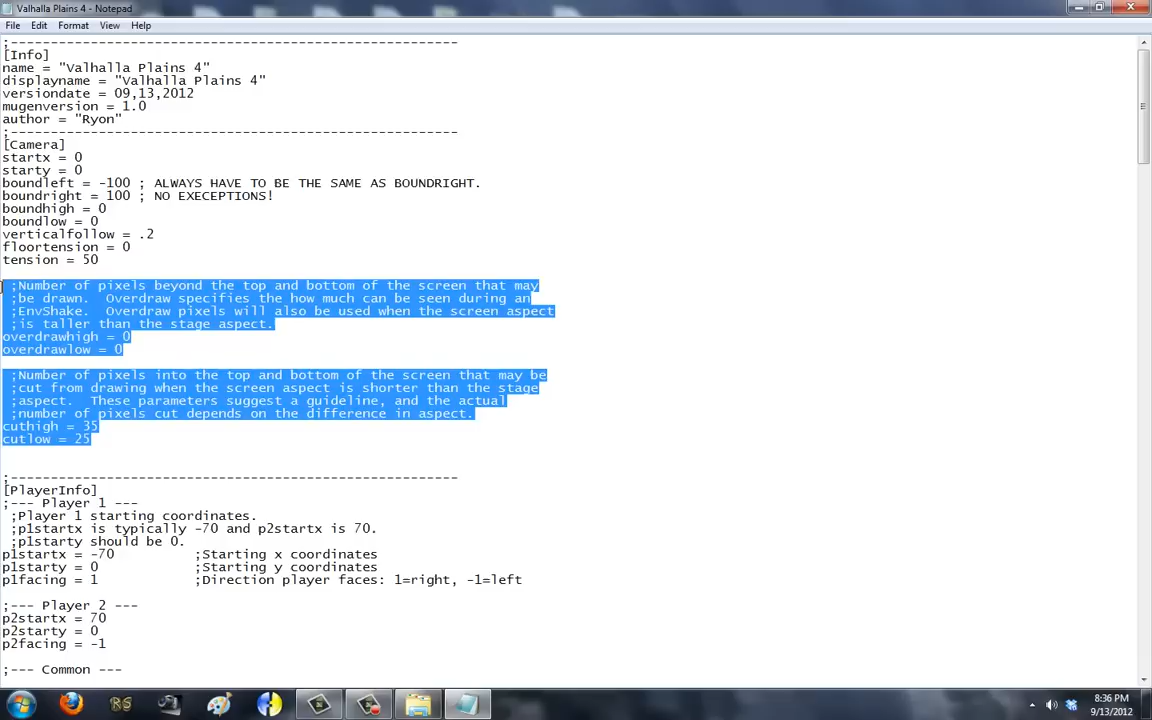 Valhalla Plains 4 - Notepad
File Edit Format View Help
;--------------------------------------------------------
[Info]
name = "Valhalla Plains 4"
displayname = "Valhalla Plains 4"
versiondate = 09,13,2012
mugenversion = 1.0
author = "Ryon"
;--------------------------------------------------------
[Camera]
startx = 0
starty = 0
boundleft = -100 ; ALWAYS HAVE TO BE THE SAME AS BOUNDRIGHT.
boundright = 100 ; NO EXECEPTIONS!
boundhigh = 0
boundlow = 0
verticalfollow = .2
floortension = 0
tension = 50
;Number of pixels beyond the top and bottom of the screen that may
;be drawn.  Overdraw specifies the how much can be seen during an
;EnvShake.  Overdraw pixels will also be used when the screen aspect
;is taller than the stage aspect.
overdrawhigh = 0
overdrawlow = 0
;Number of pixels into the top and bottom of the screen that may be
;cut from drawing when the screen aspect is shorter than the stage
;aspect.  These parameters suggest a guideline, and the actual
;number of pixels cut depends on the difference in aspect.
cuthigh = 35
cutlow = 25
;--------------------------------------------------------
[PlayerInfo]
;--- Player 1 ---
;Player 1 starting coordinates.
;p1startx is typically -70 and p2startx is 70.
;p1starty should be 0.
p1startx = -70          ;Starting x coordinates
p1starty = 0            ;Starting y coordinates
p1facing = 1            ;Direction player faces: 1=right, -1=left
;--- Player 2 ---
p2startx = 70
p2starty = 0
p2facing = -1
;--- Common ---
RS
8:36 PM
9/13/2012